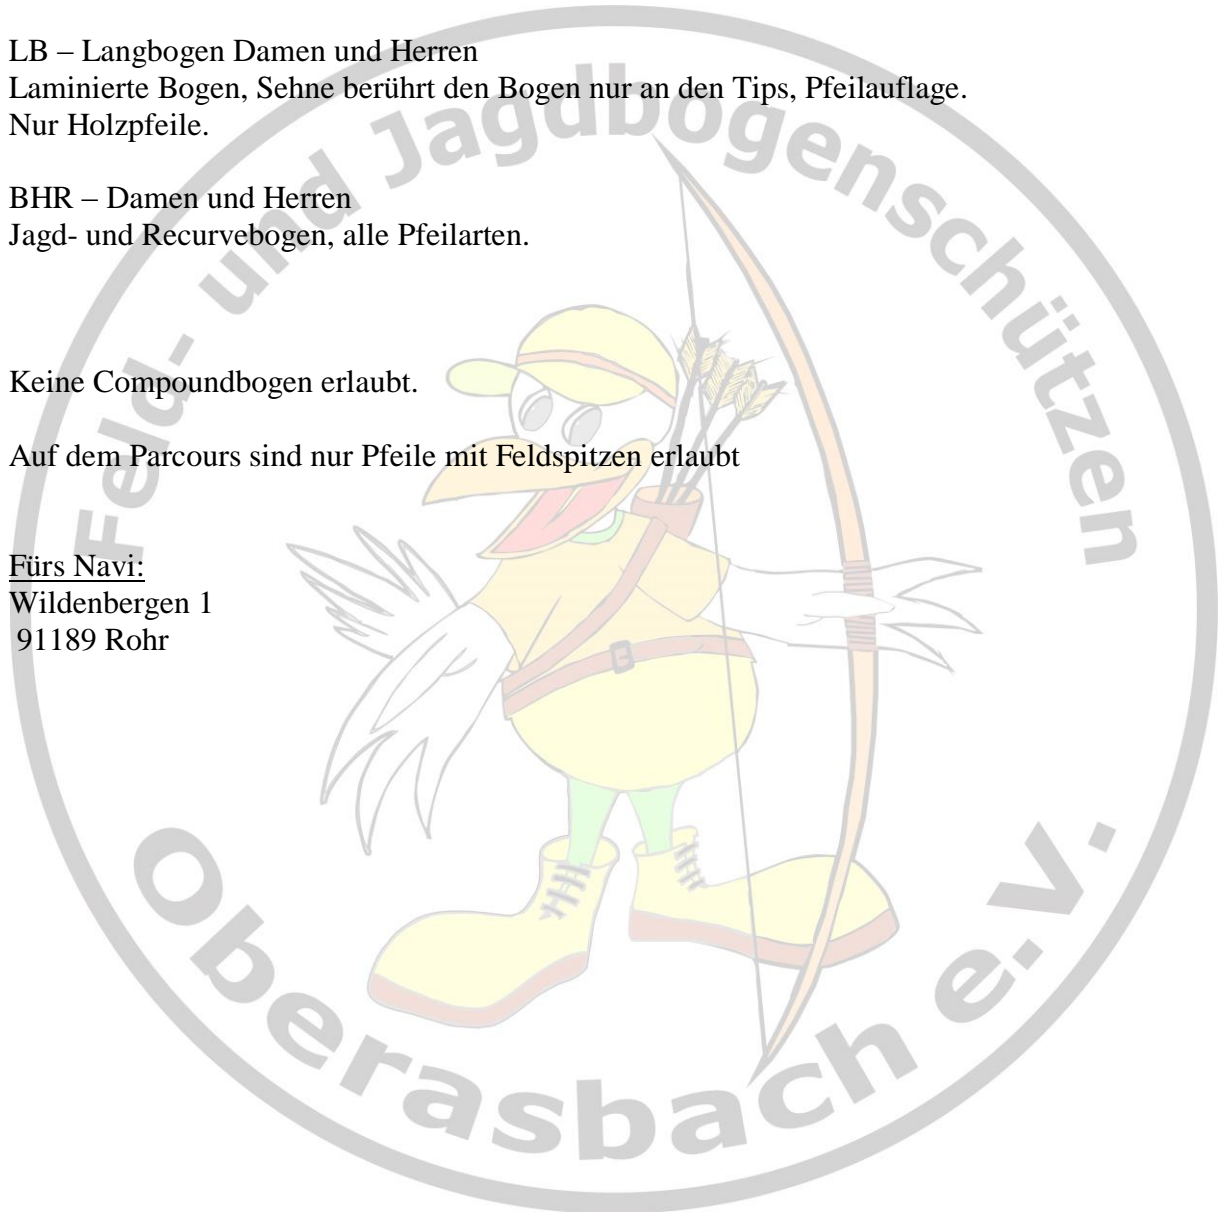 LB – Langbogen Damen und Herren
Laminierte Bogen, Sehne berührt den Bogen nur an den Tips, Pfeilauflage.
Nur Holzpfeile.
BHR – Damen und Herren
Jagd- und Recurvebogen, alle Pfeilarten.
Keine Compoundbogen erlaubt.
Auf dem Parcours sind nur Pfeile mit Feldspitzen erlaubt
Fürs Navi:
Wildenbergen 1
91189 Rohr
Feld- und Jagdbogenschützen
Oberasbach e.V.